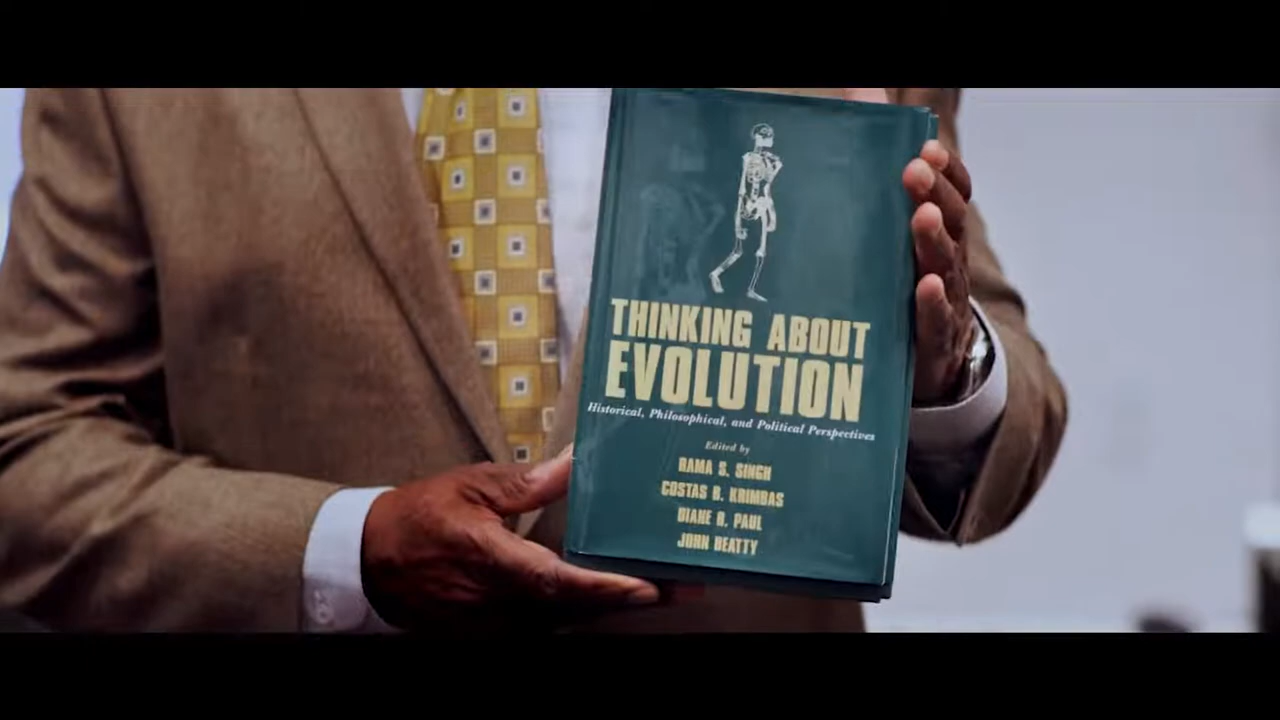 THINKING ABOUT
EVOLUTION
Historical, Philosophical, and Political Perspectives
Edited by
RAMA S. SINGH
COSTAS B. KRIMBAS
DIANE B. PAUL
JOHN BEATTY